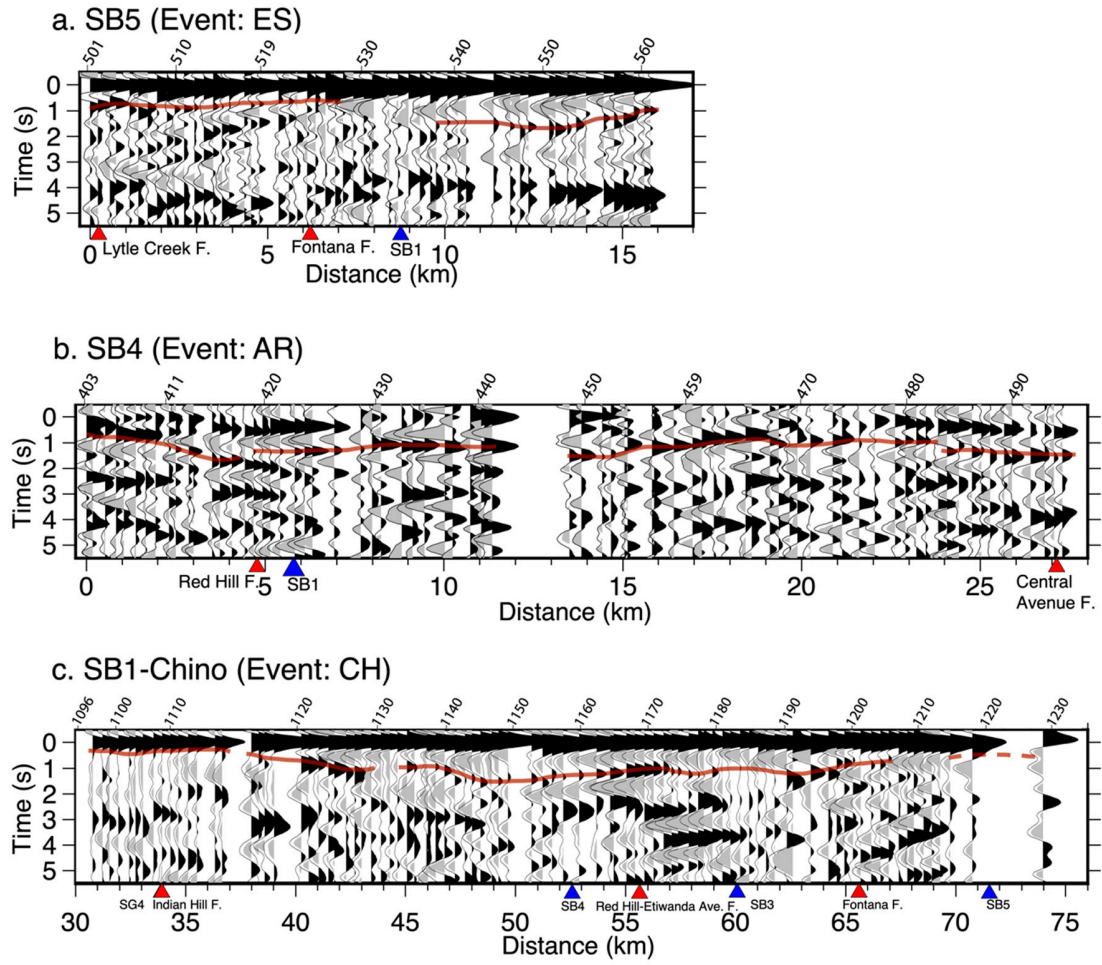 a. SB5 (Event: ES)
501 510 519 530 540 550 560
Time (s)
0
1
2
3
4
5
0 5 10 15
Lytle Creek F. Fontana F. SB1
Distance (km)
b. SB4 (Event: AR)
403 411 420 430 440 450 459 470 480 490
Time (s)
0
1
2
3
4
5
0 5 10 15 20 25
Red Hill F. SB1 Central
Avenue F.
Distance (km)
c. SB1-Chino (Event: CH)
1096 1100 1110 1120 1130 1140 1150 1160 1170 1180 1190 1200 1210 1220 1230
Time (s)
0
1
2
3
4
5
SG4 Indian Hill F. SB4 Red Hill-Etiwanda Ave. F. SB3 Fontana F. SB5
30 35 40 45 50 55 60 65 70 75
Distance (km)